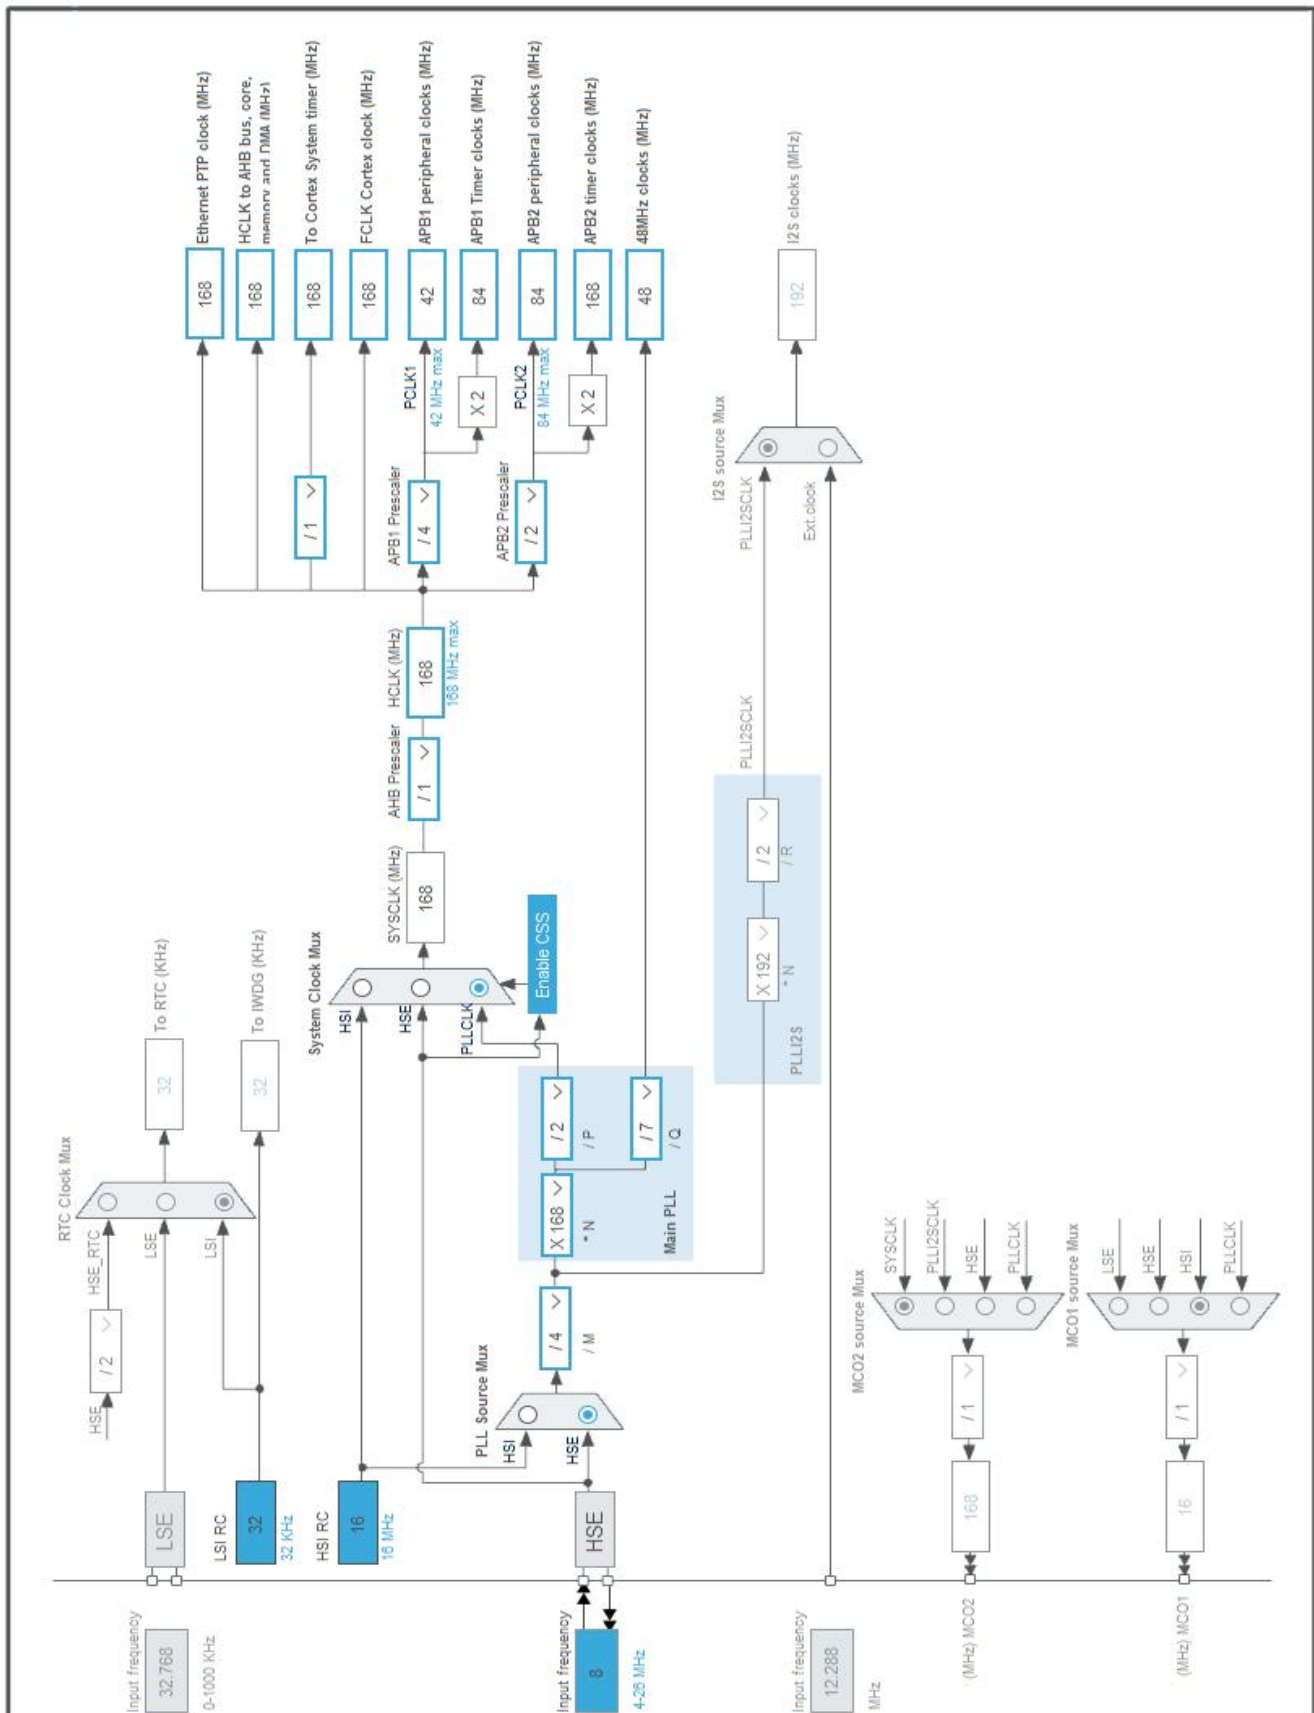 Input frequency
32.768
0-1000 KHz
LSE
HSE
/ 2
HSE_RTC
LSE
LSI
RTC Clock Mux
32
To RTC (KHz)
LSI RC
32
32 KHz
32
To IWDG (KHz)
HSI RC
16
16 MHz
Input frequency
8
4-26 MHz
HSE
PLL Source Mux
HSI
HSE
/ 4
/ M
X 168
* N
/ 2
/ P
/ 7
/ Q
Main PLL
System Clock Mux
HSI
HSE
PLLCLK
Enable CSS
SYSCLK (MHz)
168
AHB Prescaler
/ 1
HCLK (MHz)
168
168 MHz max
168
Ethernet PTP clock (MHz)
168
HCLK to AHB bus, core,
memory and DMA (MHz)
/ 1
168
To Cortex System timer (MHz)
168
FCLK Cortex clock (MHz)
APB1 Prescaler
/ 4
PCLK1
42 MHz max
42
APB1 peripheral clocks (MHz)
X 2
84
APB1 Timer clocks (MHz)
APB2 Prescaler
/ 2
PCLK2
84 MHz max
84
APB2 peripheral clocks (MHz)
X 2
168
APB2 timer clocks (MHz)
48
48MHz clocks (MHz)
PLLI2S
X 192
* N
/ 2
/ R
PLLI2SCLK
I2S source Mux
PLLI2SCLK
Ext.clock
192
I2S clocks (MHz)
Input frequency
12.288
MHz
MCO2 source Mux
SYSCLK
PLLI2SCLK
HSE
PLLCLK
/ 1
168
(MHz) MCO2
MCO1 source Mux
LSE
HSE
HSI
PLLCLK
/ 1
16
(MHz) MCO1